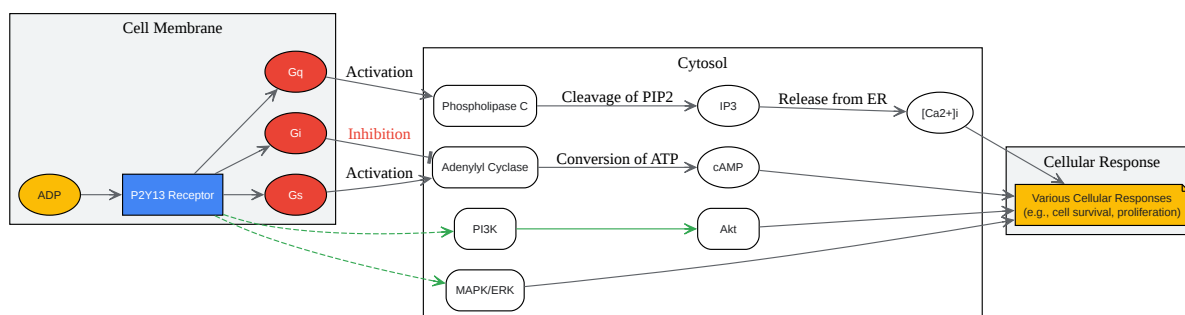 Cell Membrane
Gq
Activation
Cytosol
Phospholipase C
Cleavage of PIP2
IP3
Release from ER
[Ca2+]i
Gi
Inhibition
Adenylyl Cyclase
Conversion of ATP
cAMP
Cellular Response
Activation
ADP
P2Y13 Receptor
Gs
Various Cellular Responses
(e.g., cell survival, proliferation)
PI3K
Akt
MAPK/ERK